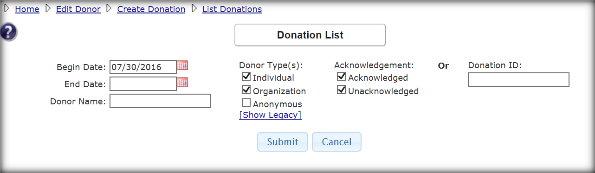 Home Edit Donor Create Donation List Donations
?
Donation List
Begin Date: 07/30/2016
End Date:
Donor Name:
Donor Type(s):
Individual
Organization
Anonymous
[Show Legacy]
Acknowledgement:
Acknowledged
Unacknowledged
Or
Donation ID:
Submit Cancel